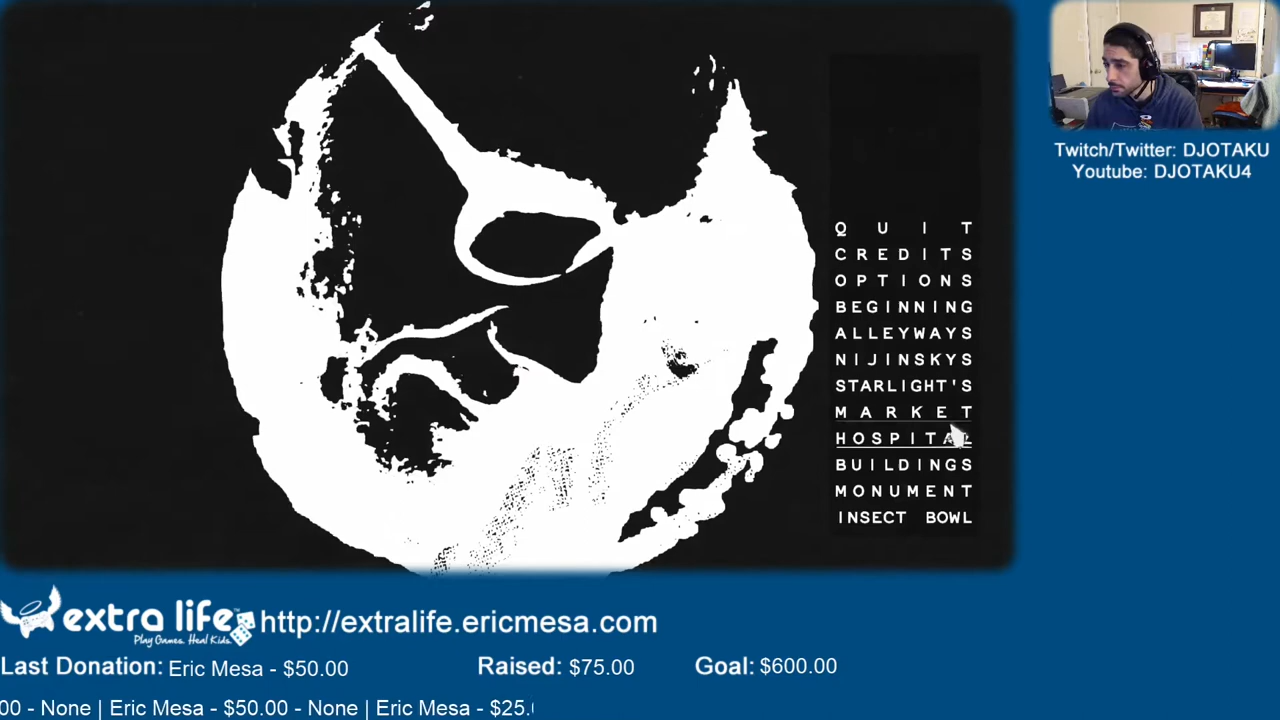 Twitch/Twitter: DJOTAKU
Youtube: DJOTAKU4
QUIT
CREDITS
OPTIONS
BEGINNING
ALLEYWAYS
NIJINSKYS
STARLIGHT'S
MARKET
HOSPITAL
BUILDINGS
MONUMENT
INSECT BOWL
extra life
Play Games. Heal Kids.
http://extralife.ericmesa.com
Last Donation: Eric Mesa - $50.00 Raised: $75.00 Goal: $600.00
00 - None | Eric Mesa - $50.00 - None | Eric Mesa - $25.